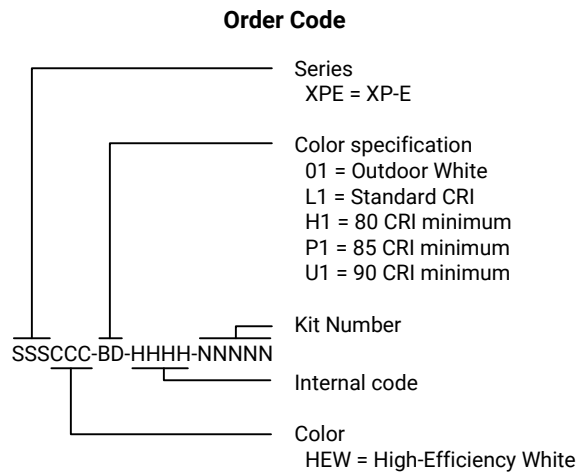 Order Code
Series
XPE = XP-E
Color specification
01 = Outdoor White
L1 = Standard CRI
H1 = 80 CRI minimum
P1 = 85 CRI minimum
U1 = 90 CRI minimum
Kit Number
SSSCCC-BD-HHHH-NNNNN
Internal code
Color
HEW = High-Efficiency White